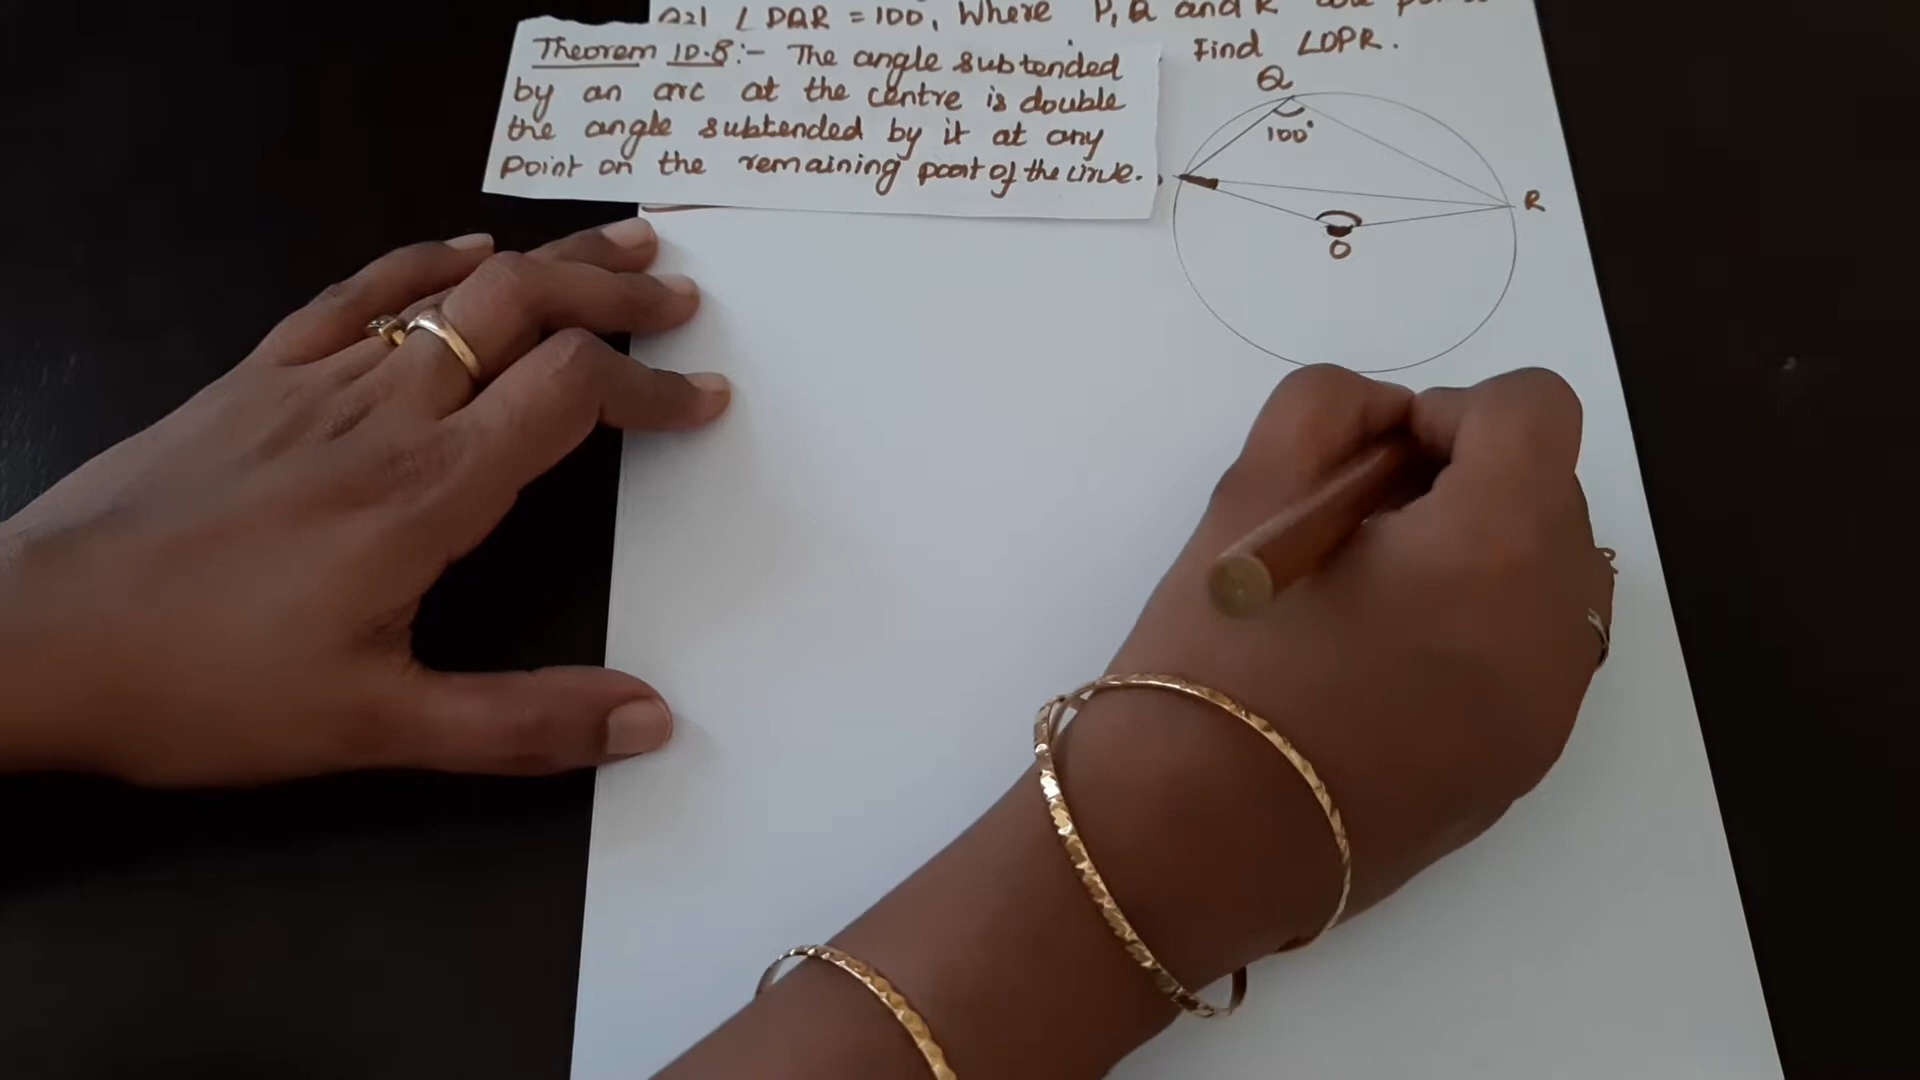 ∠PQR = 100, Where P, Q and R
Find ∠OPR.
Theorem 10.8:- The angle subtended
by an arc at the centre is double
the angle subtended by it at any
Point on the remaining part of the circle.
Q
100°
R
O